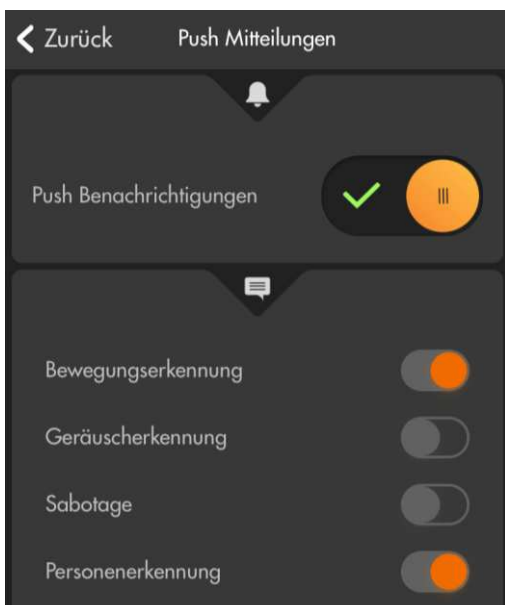 Zurück
Push Mitteilungen
Push Benachrichtigungen
Bewegungserkennung
Geräuscherkennung
Sabotage
Personenerkennung